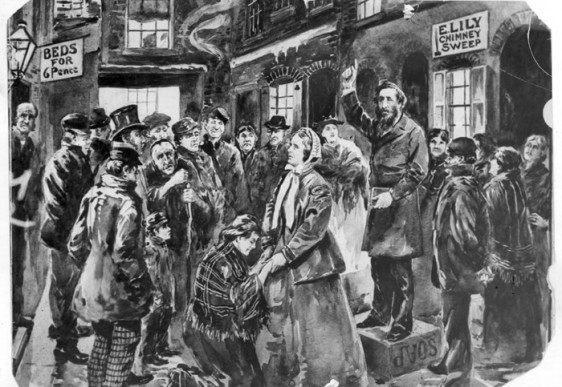 BEDS
FOR
6 Pence
E. LILY
CHIMNEY
SWEEP
SOAP